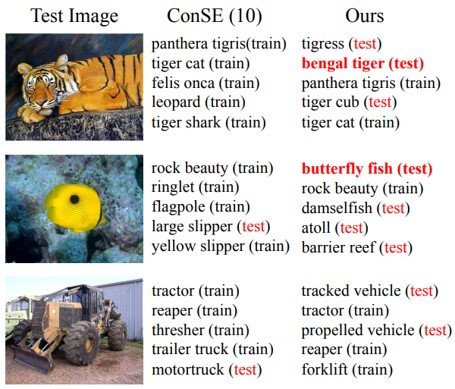 Test Image ConSE (10) Ours
panthera tigris(train) tigress (test)
tiger cat (train) bengal tiger (test)
felis onca (train) panthera tigris (train)
leopard (train) tiger cub (test)
tiger shark (train) tiger cat (train)
rock beauty (train) butterfly fish (test)
ringlet (train) rock beauty (train)
flagpole (train) damselfish (test)
large slipper (test) atoll (test)
yellow slipper (train) barrier reef (test)
tractor (train) tracked vehicle (test)
reaper (train) tractor (train)
thresher (train) propelled vehicle (test)
trailer truck (train) reaper (train)
motortruck (test) forklift (train)